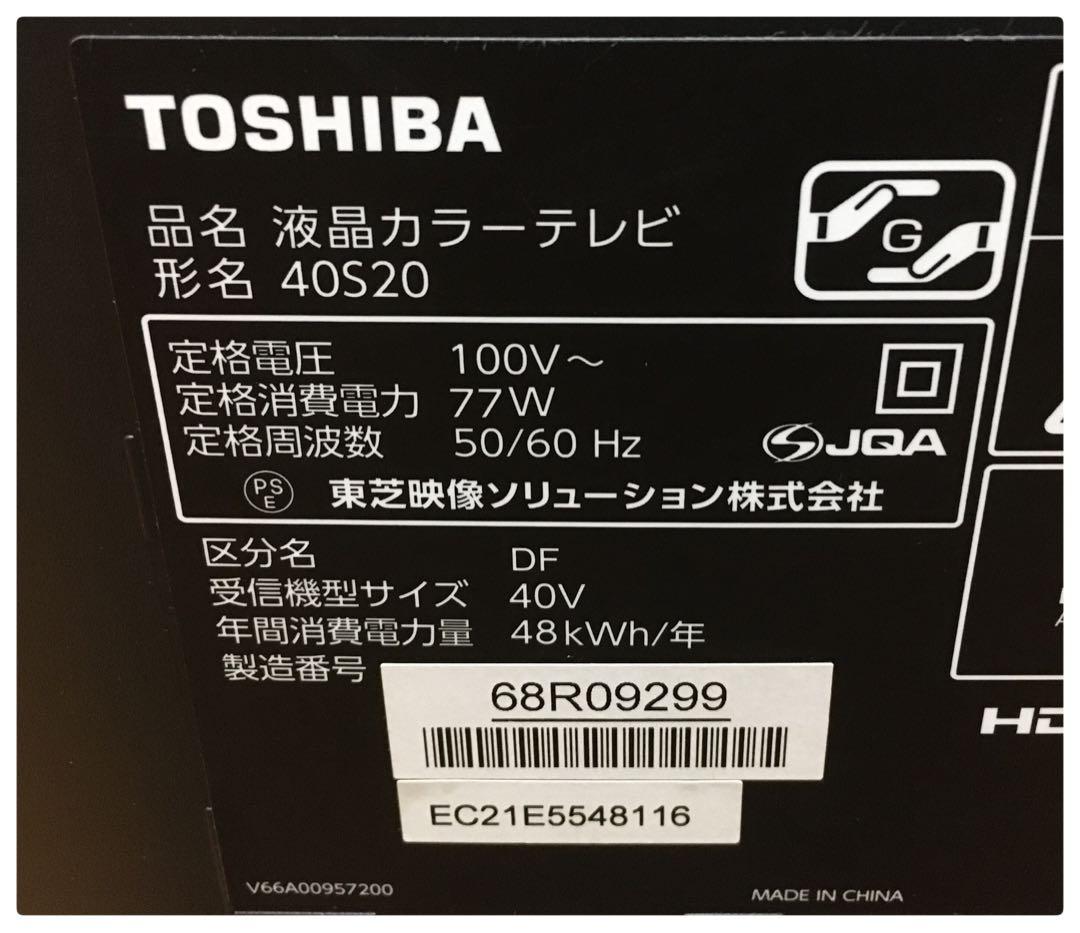 TOSHIBA
品名 液晶カラーテレビ
形名 40S20
G
定格電圧 100V～
定格消費電力 77W
定格周波数 50/60 Hz
JQA
PSE 東芝映像ソリューション株式会社
区分名 DF
受信機型サイズ 40V
年間消費電力量 48kWh/年
製造番号 68R09299
EC21E5548116
V66A00957200
MADE IN CHINA